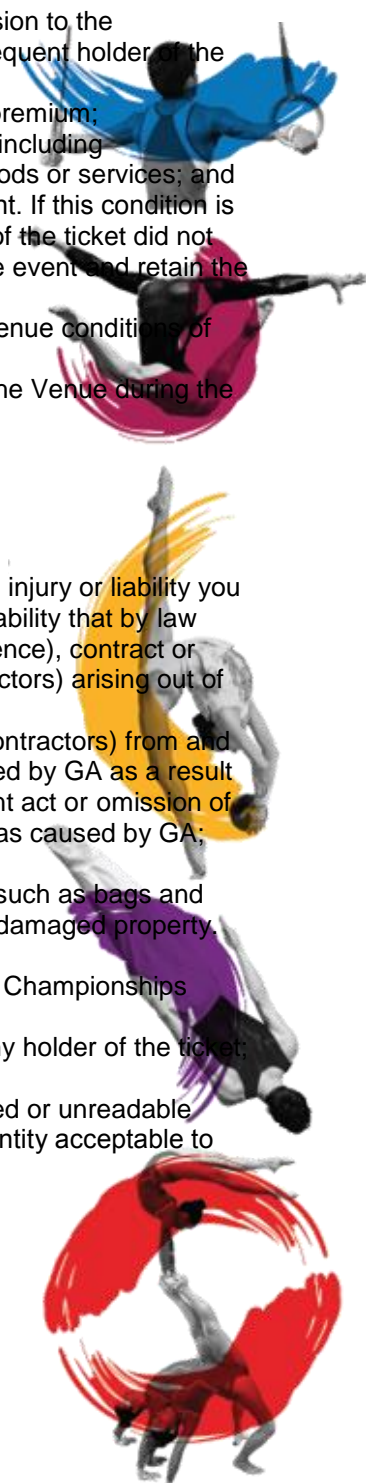 sion to the
equent holder of the
premium;
including
ods or services; and
nt. If this condition is
of the ticket did not
e event and retain the
enue conditions of
he Venue during the
injury or liability you
ability that by law
ence), contract or
ctors) arising out of
ontractors) from and
ed by GA as a result
nt act or omission of
as caused by GA;
such as bags and
damaged property.
Championships
ny holder of the ticket;
ed or unreadable
entity acceptable to